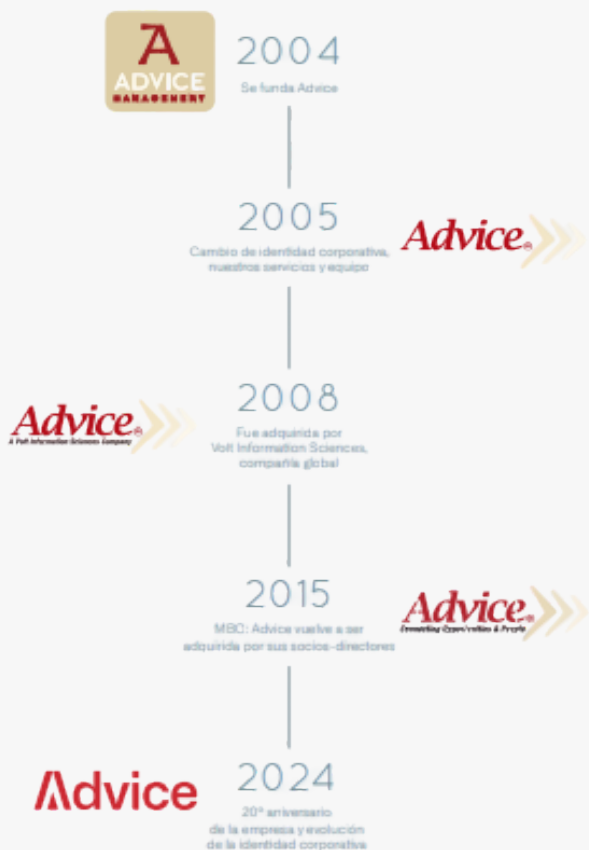 A
ADVICE
MANAGEMENT
2004
Se funda Advice
2005
Cambio de identidad corporativa,
nuestros servicios y equipo
Advice®
2008
Fue adquirida por
Volt Information Sciences,
compañía global
Advice®
A Volt Information Sciences Company
2015
MBO: Advice vuelve a ser
adquirida por sus socios-directores
Advice®
Connecting Opportunities & People
Advice
2024
20º aniversario
de la empresa y evolución
de la identidad corporativa